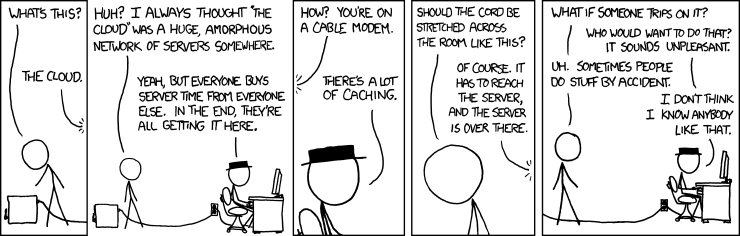 WHAT'S THIS?
THE CLOUD.
HUH? I ALWAYS THOUGHT "THE
CLOUD" WAS A HUGE, AMORPHOUS
NETWORK OF SERVERS SOMEWHERE.
YEAH, BUT EVERYONE BUYS
SERVER TIME FROM EVERYONE
ELSE. IN THE END, THEY'RE
ALL GETTING IT HERE.
HOW? YOU'RE ON
A CABLE MODEM.
THERE'S A LOT
OF CACHING.
SHOULD THE CORD BE
STRETCHED ACROSS
THE ROOM LIKE THIS?
OF COURSE. IT
HAS TO REACH
THE SERVER,
AND THE SERVER
IS OVER THERE.
WHAT IF SOMEONE TRIPS ON IT?
WHO WOULD WANT TO DO THAT?
IT SOUNDS UNPLEASANT.
UH. SOMETIMES PEOPLE
DO STUFF BY ACCIDENT.
I DON'T THINK
I KNOW ANYBODY
LIKE THAT.